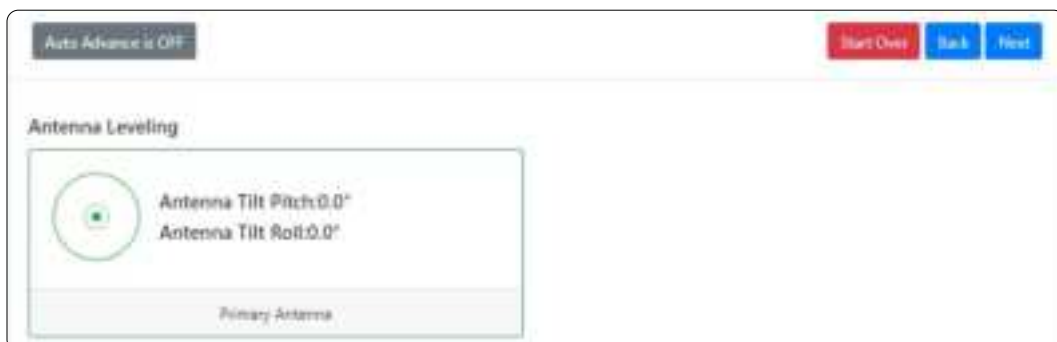 Auto Advance is OFF
Start Over Back Next
Antenna Leveling
Antenna Tilt Pitch:0.0°
Antenna Tilt Roll:0.0°
Primary Antenna